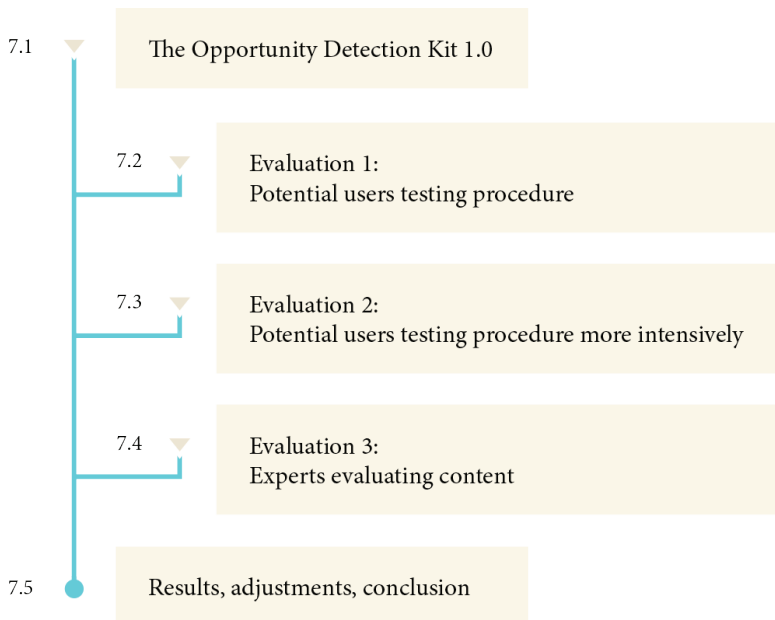 7.1
The Opportunity Detection Kit 1.0
7.2
Evaluation 1:
Potential users testing procedure
7.3
Evaluation 2:
Potential users testing procedure more intensively
7.4
Evaluation 3:
Experts evaluating content
7.5
Results, adjustments, conclusion